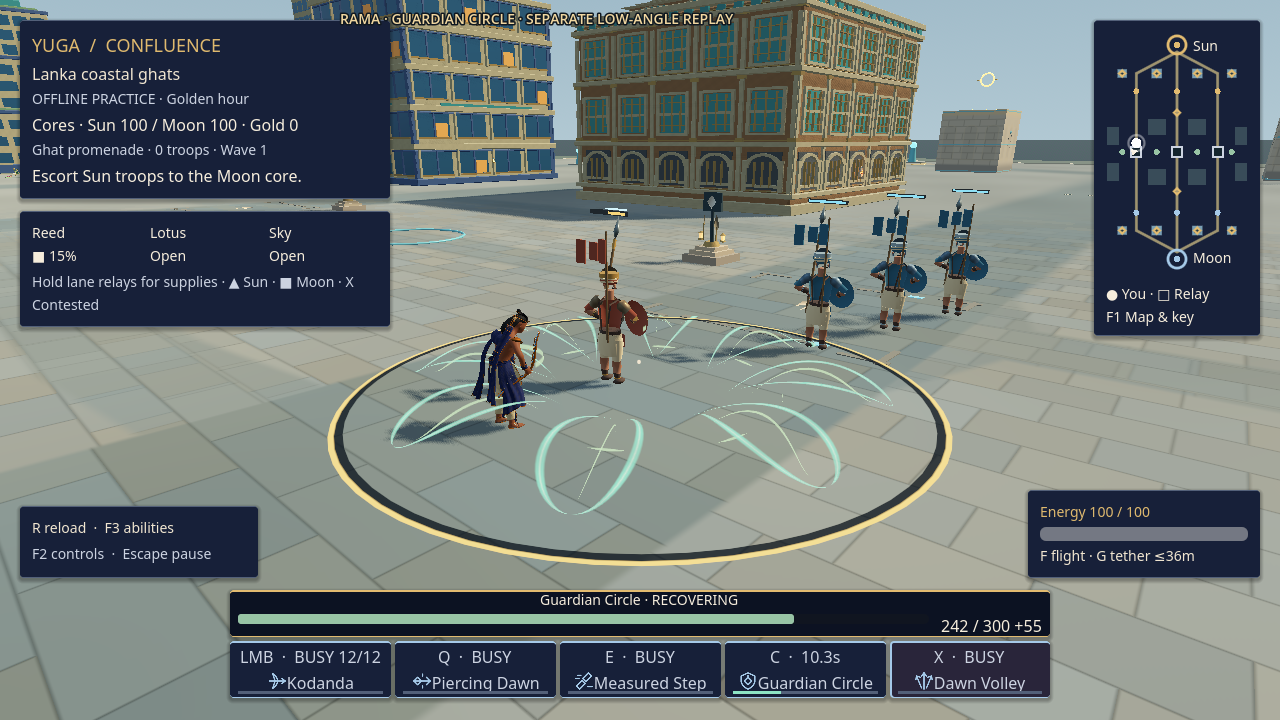 RAMA · GUARDIAN CIRCLE · SEPARATE LOW-ANGLE REPLAY
YUGA / CONFLUENCE
Lanka coastal ghats
OFFLINE PRACTICE · Golden hour
Cores · Sun 100 / Moon 100 · Gold 0
Ghat promenade · 0 troops · Wave 1
Escort Sun troops to the Moon core.
Reed Lotus Sky
■ 15% Open Open
Hold lane relays for supplies · ▲ Sun · ■ Moon · X
Contested
Sun
Moon
● You · □ Relay
F1 Map & key
R reload · F3 abilities
F2 controls · Escape pause
Energy 100 / 100
F flight · G tether ≤36m
Guardian Circle · RECOVERING
242 / 300 +55
LMB · BUSY 12/12
Kodanda
Q · BUSY
Piercing Dawn
E · BUSY
Measured Step
C · 10.3s
Guardian Circle
X · BUSY
Dawn Volley